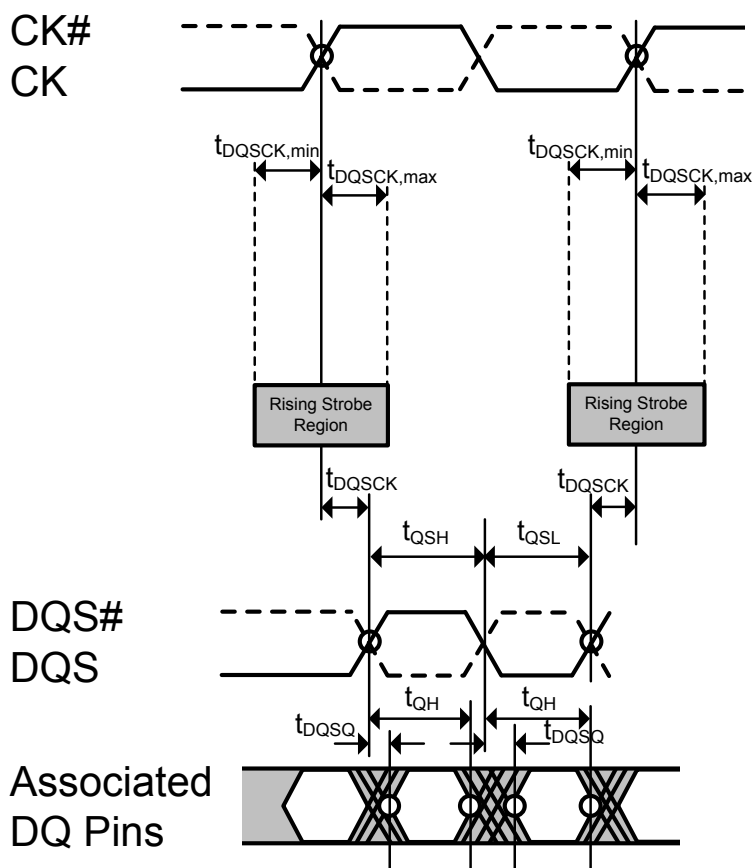 CK#
CK
tDQSCK,min
tDQSCK,max
tDQSCK,min
tDQSCK,max
Rising Strobe
Region
Rising Strobe
Region
tDQSCK
tDQSCK
tQSH
tQSL
DQS#
DQS
tQH
tQH
tDQSQ
tDQSQ
Associated
DQ Pins